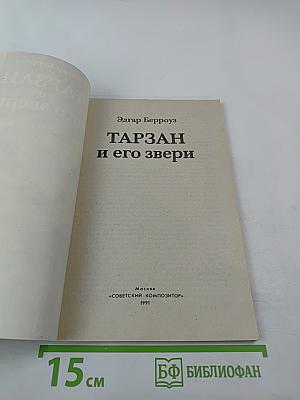 Эдгар Берроуз
ТАРЗАН
и его звери
Москва
«СОВЕТСКИЙ КОМПОЗИТОР»
1991
15 см
БФ БИБЛИОФАН